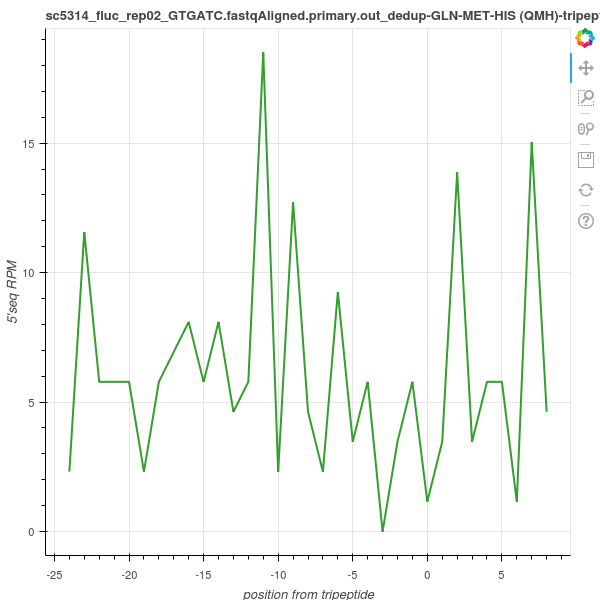 sc5314_fluc_rep02_GTGATC.fastqAligned.primary.out_dedup-GLN-MET-HIS (QMH)-tripept
5'seq RPM
15
10
5
0
-25 -20 -15 -10 -5 0 5
position from tripeptide